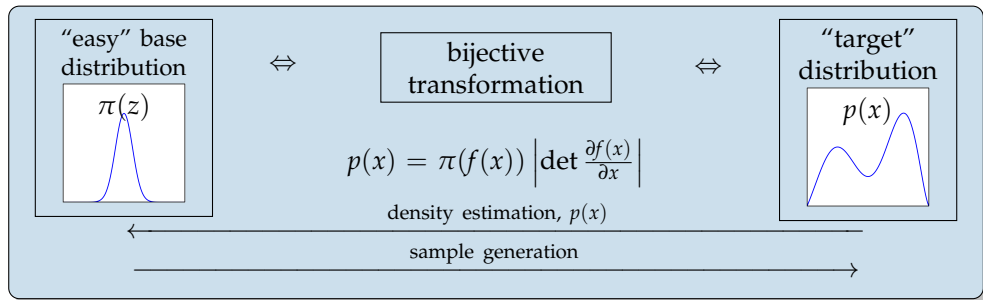 “easy” base
distribution
π(z)
⇔
bijective
transformation
⇔
“target”
distribution
p(x)
p(x) = π(f(x)) |det ∂f(x)/∂x|
density estimation, p(x)
sample generation